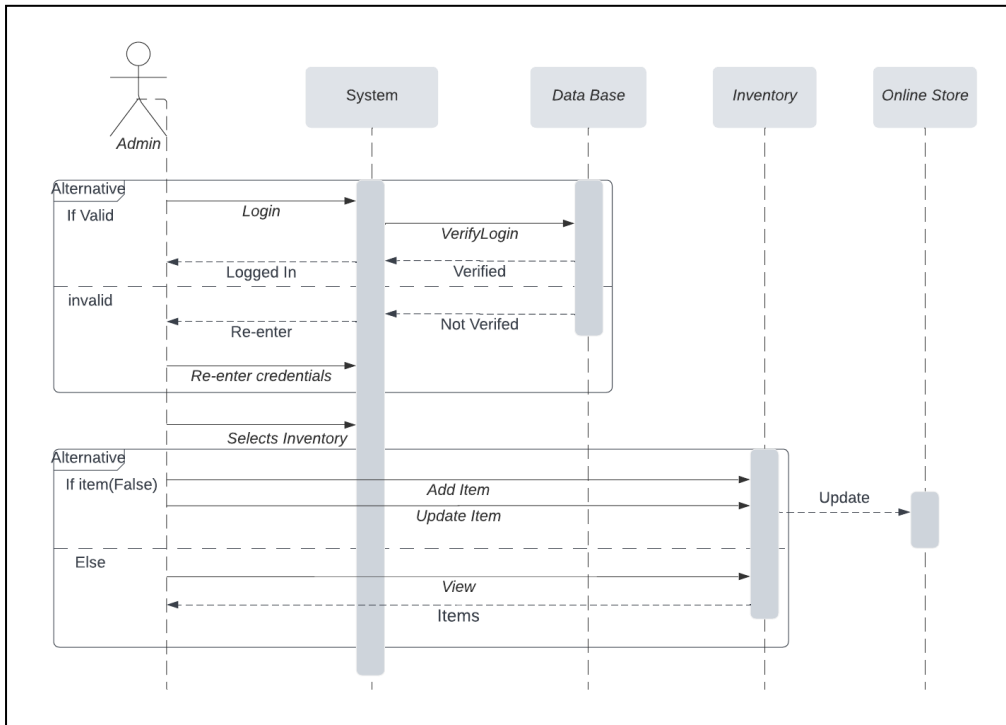 Admin
System
Data Base
Inventory
Online Store
Alternative
If Valid
Login
VerifyLogin
Logged In
Verified
invalid
Not Verifed
Re-enter
Re-enter credentials
Selects Inventory
Alternative
If item(False)
Add Item
Update Item
Update
Else
View
Items